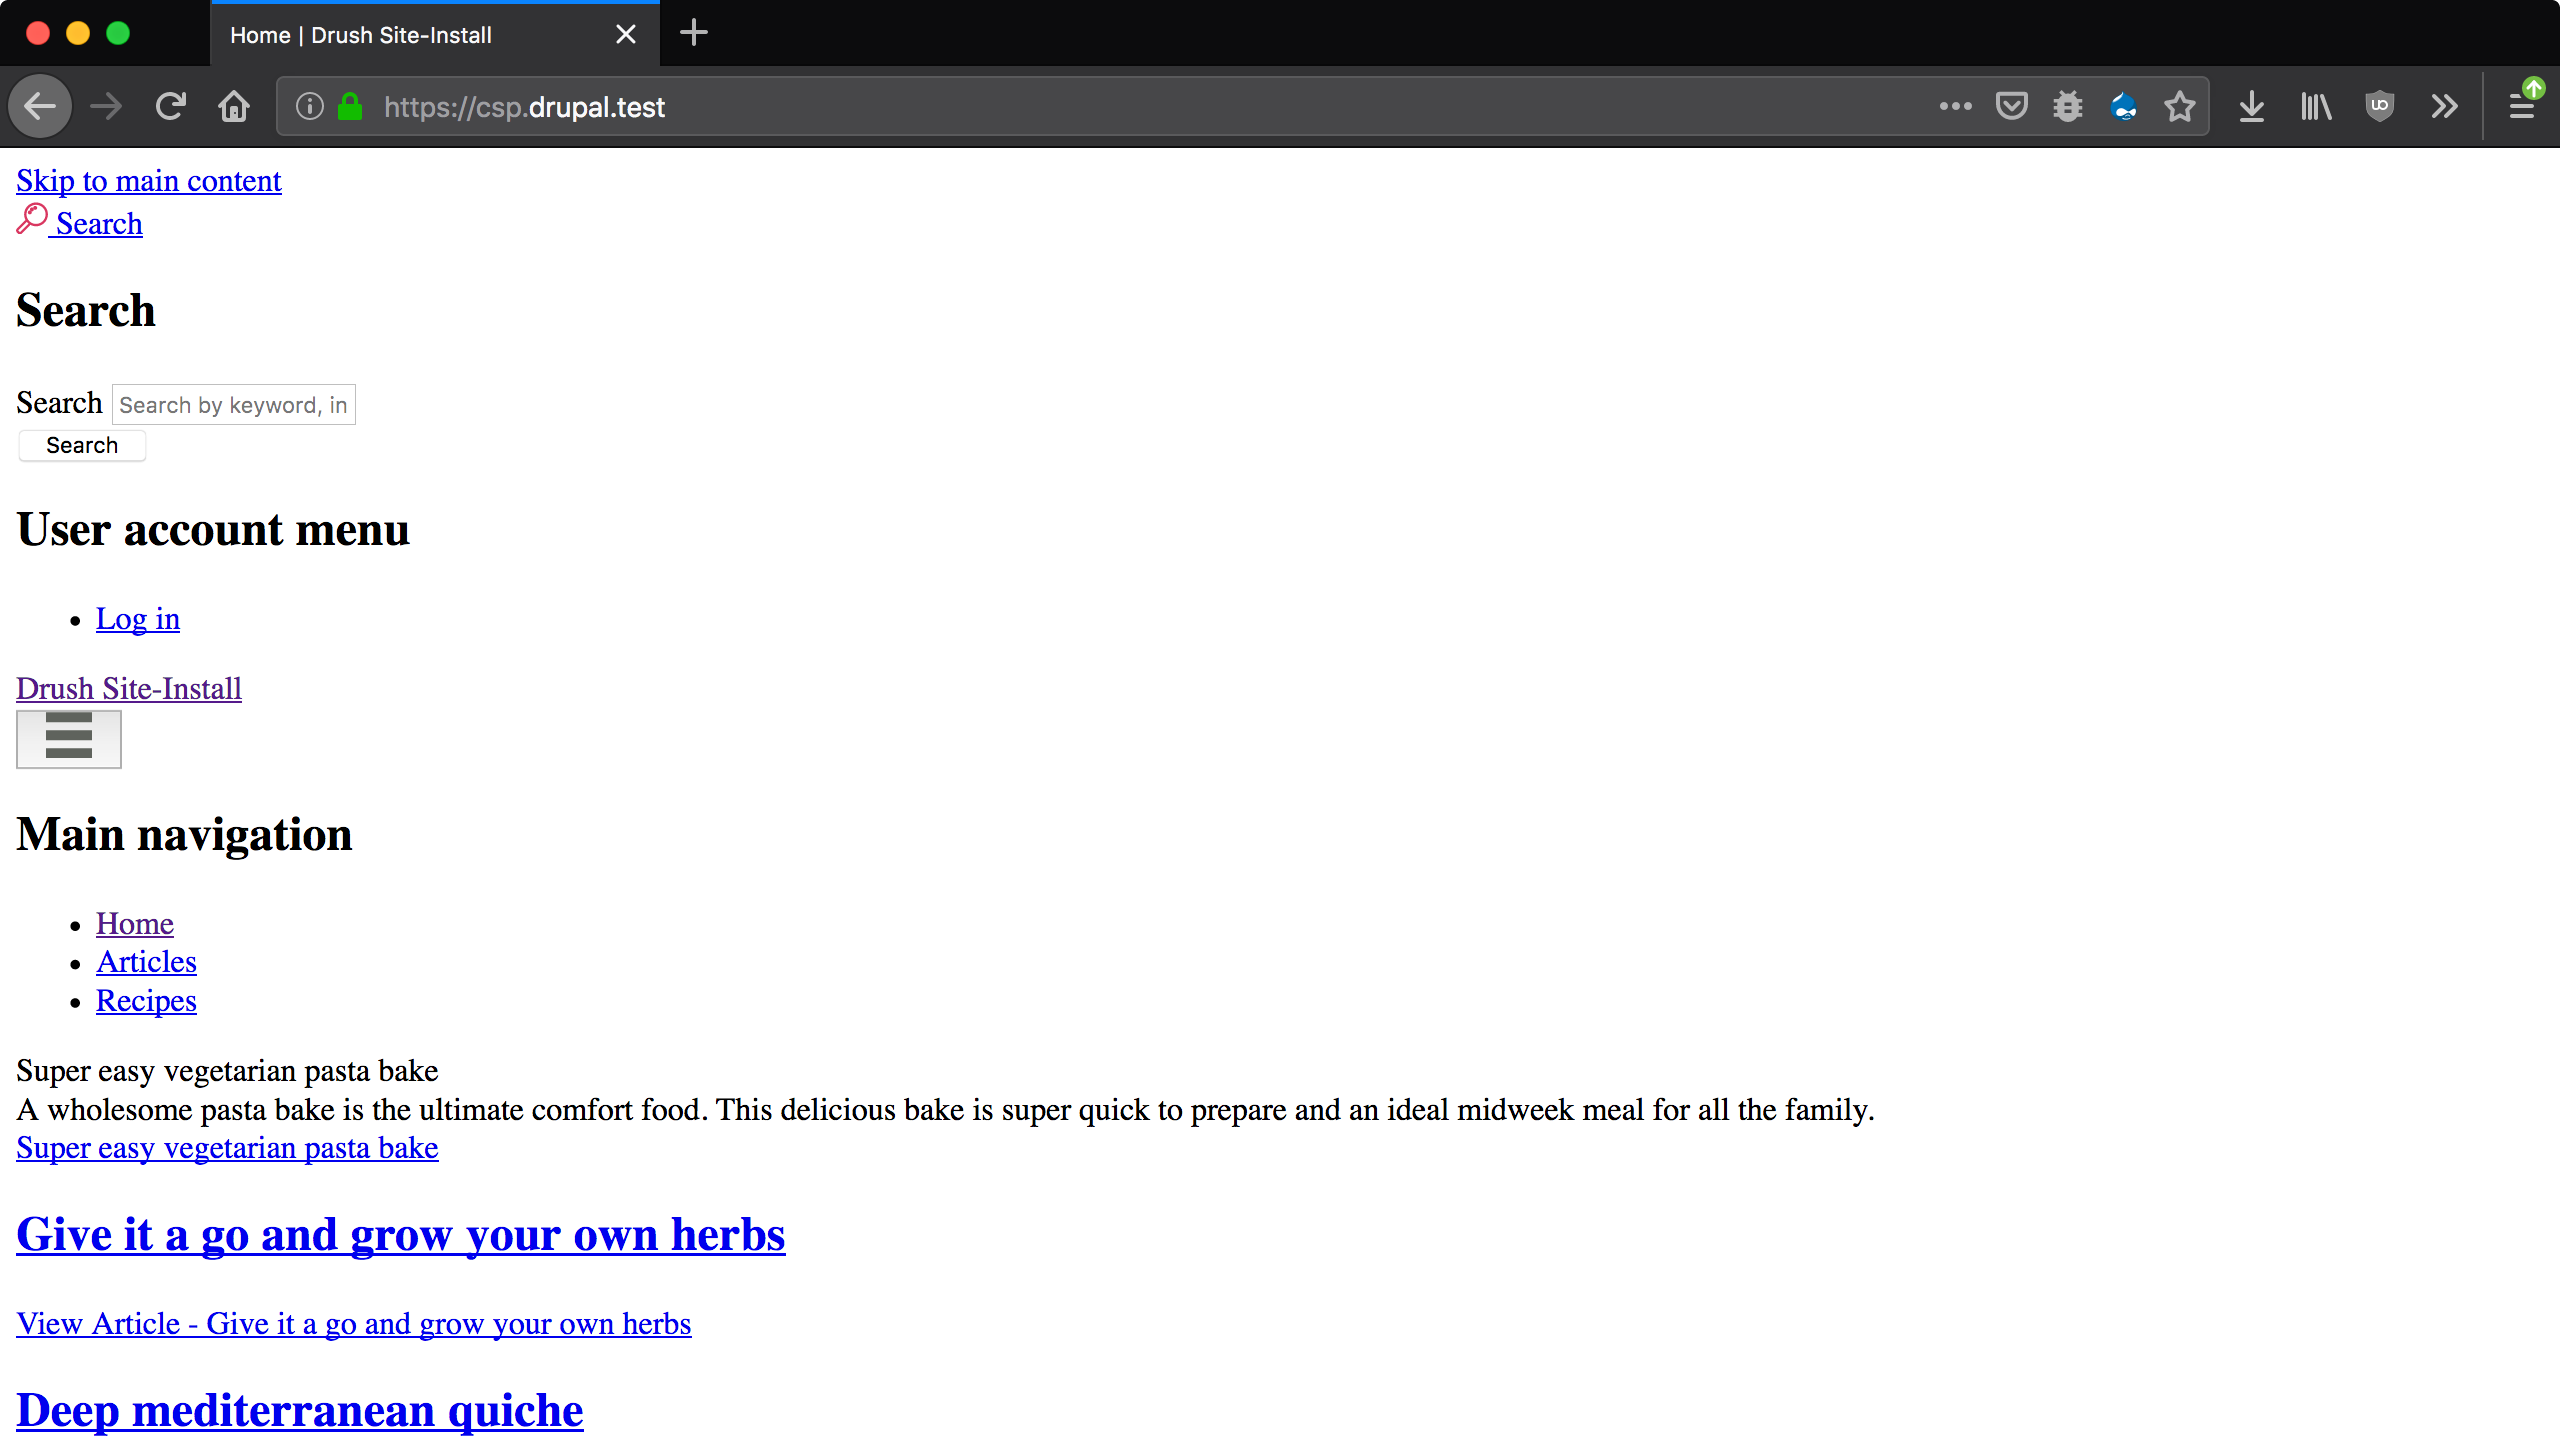 Home | Drush Site-Install
https://csp.drupal.test
Skip to main content
Search
Search
Search Search by keyword, in
Search
User account menu
Log in
Drush Site-Install
Main navigation
Home
Articles
Recipes
Super easy vegetarian pasta bake
A wholesome pasta bake is the ultimate comfort food. This delicious bake is super quick to prepare and an ideal midweek meal for all the family.
Super easy vegetarian pasta bake
Give it a go and grow your own herbs
View Article - Give it a go and grow your own herbs
Deep mediterranean quiche